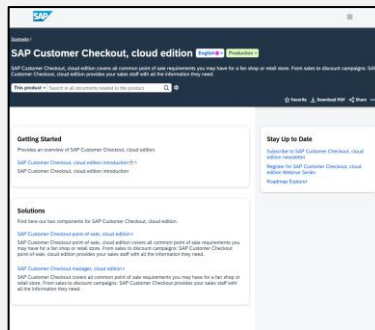 SAP
Startseite /
SAP Customer Checkout, cloud edition English Production
SAP Customer Checkout, cloud edition covers all common point of sale requirements you may have for a fan shop or retail store. From sales to discount campaigns: SAP
Customer Checkout, cloud edition provides your sales staff with all the information they need.
This product Search in all documents related to this product
Favorite Download PDF Share
Getting Started
Provides an overview of SAP Customer Checkout, cloud edition.
SAP Customer Checkout, cloud edition introduction
SAP Customer Checkout, cloud edition introduction
Stay Up to Date
Subscribe to SAP Customer Checkout, cloud
edition newsletter
Register for SAP Customer Checkout, cloud
edition Webinar Series
Roadmap Explorer
Solutions
Find here our two components for SAP Customer Checkout, cloud edition.
SAP Customer Checkout point-of-sale, cloud edition
SAP Customer Checkout point-of-sale, cloud edition covers all common point of sale requirements you
may have for a fan shop or retail store. From sales to discount campaigns: SAP Customer Checkout
point-of-sale, cloud edition provides your sales staff with all the information they need.
SAP Customer Checkout manager, cloud edition
SAP Customer Checkout covers all common point of sale requirements you may have for a fan shop or
retail store. From sales to discount campaigns: SAP Customer Checkout provides your sales staff with
all the information they need.